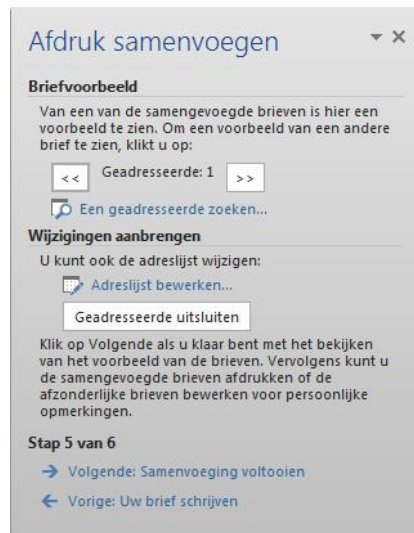 Afdruk samenvoegen
Briefvoorbeeld
Van een van de samengevoegde brieven is hier een
voorbeeld te zien. Om een voorbeeld van een andere
brief te zien, klikt u op:
<< Geadresseerde: 1 >>
Een geadresseerde zoeken...
Wijzigingen aanbrengen
U kunt ook de adreslijst wijzigen:
Adreslijst bewerken...
Geadresseerde uitsluiten
Klik op Volgende als u klaar bent met het bekijken
van het voorbeeld van de brieven. Vervolgens kunt u
de samengevoegde brieven afdrukken of de
afzonderlijke brieven bewerken voor persoonlijke
opmerkingen.
Stap 5 van 6
Volgende: Samenvoeging voltooien
Vorige: Uw brief schrijven